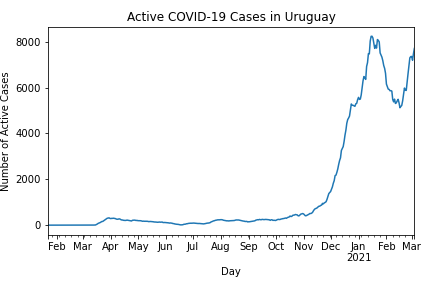 Active COVID-19 Cases in Uruguay
8000
6000
4000
2000
0
Number of Active Cases
Feb Mar Apr May Jun Jul Aug Sep Oct Nov Dec Jan Feb Mar
2021
Day